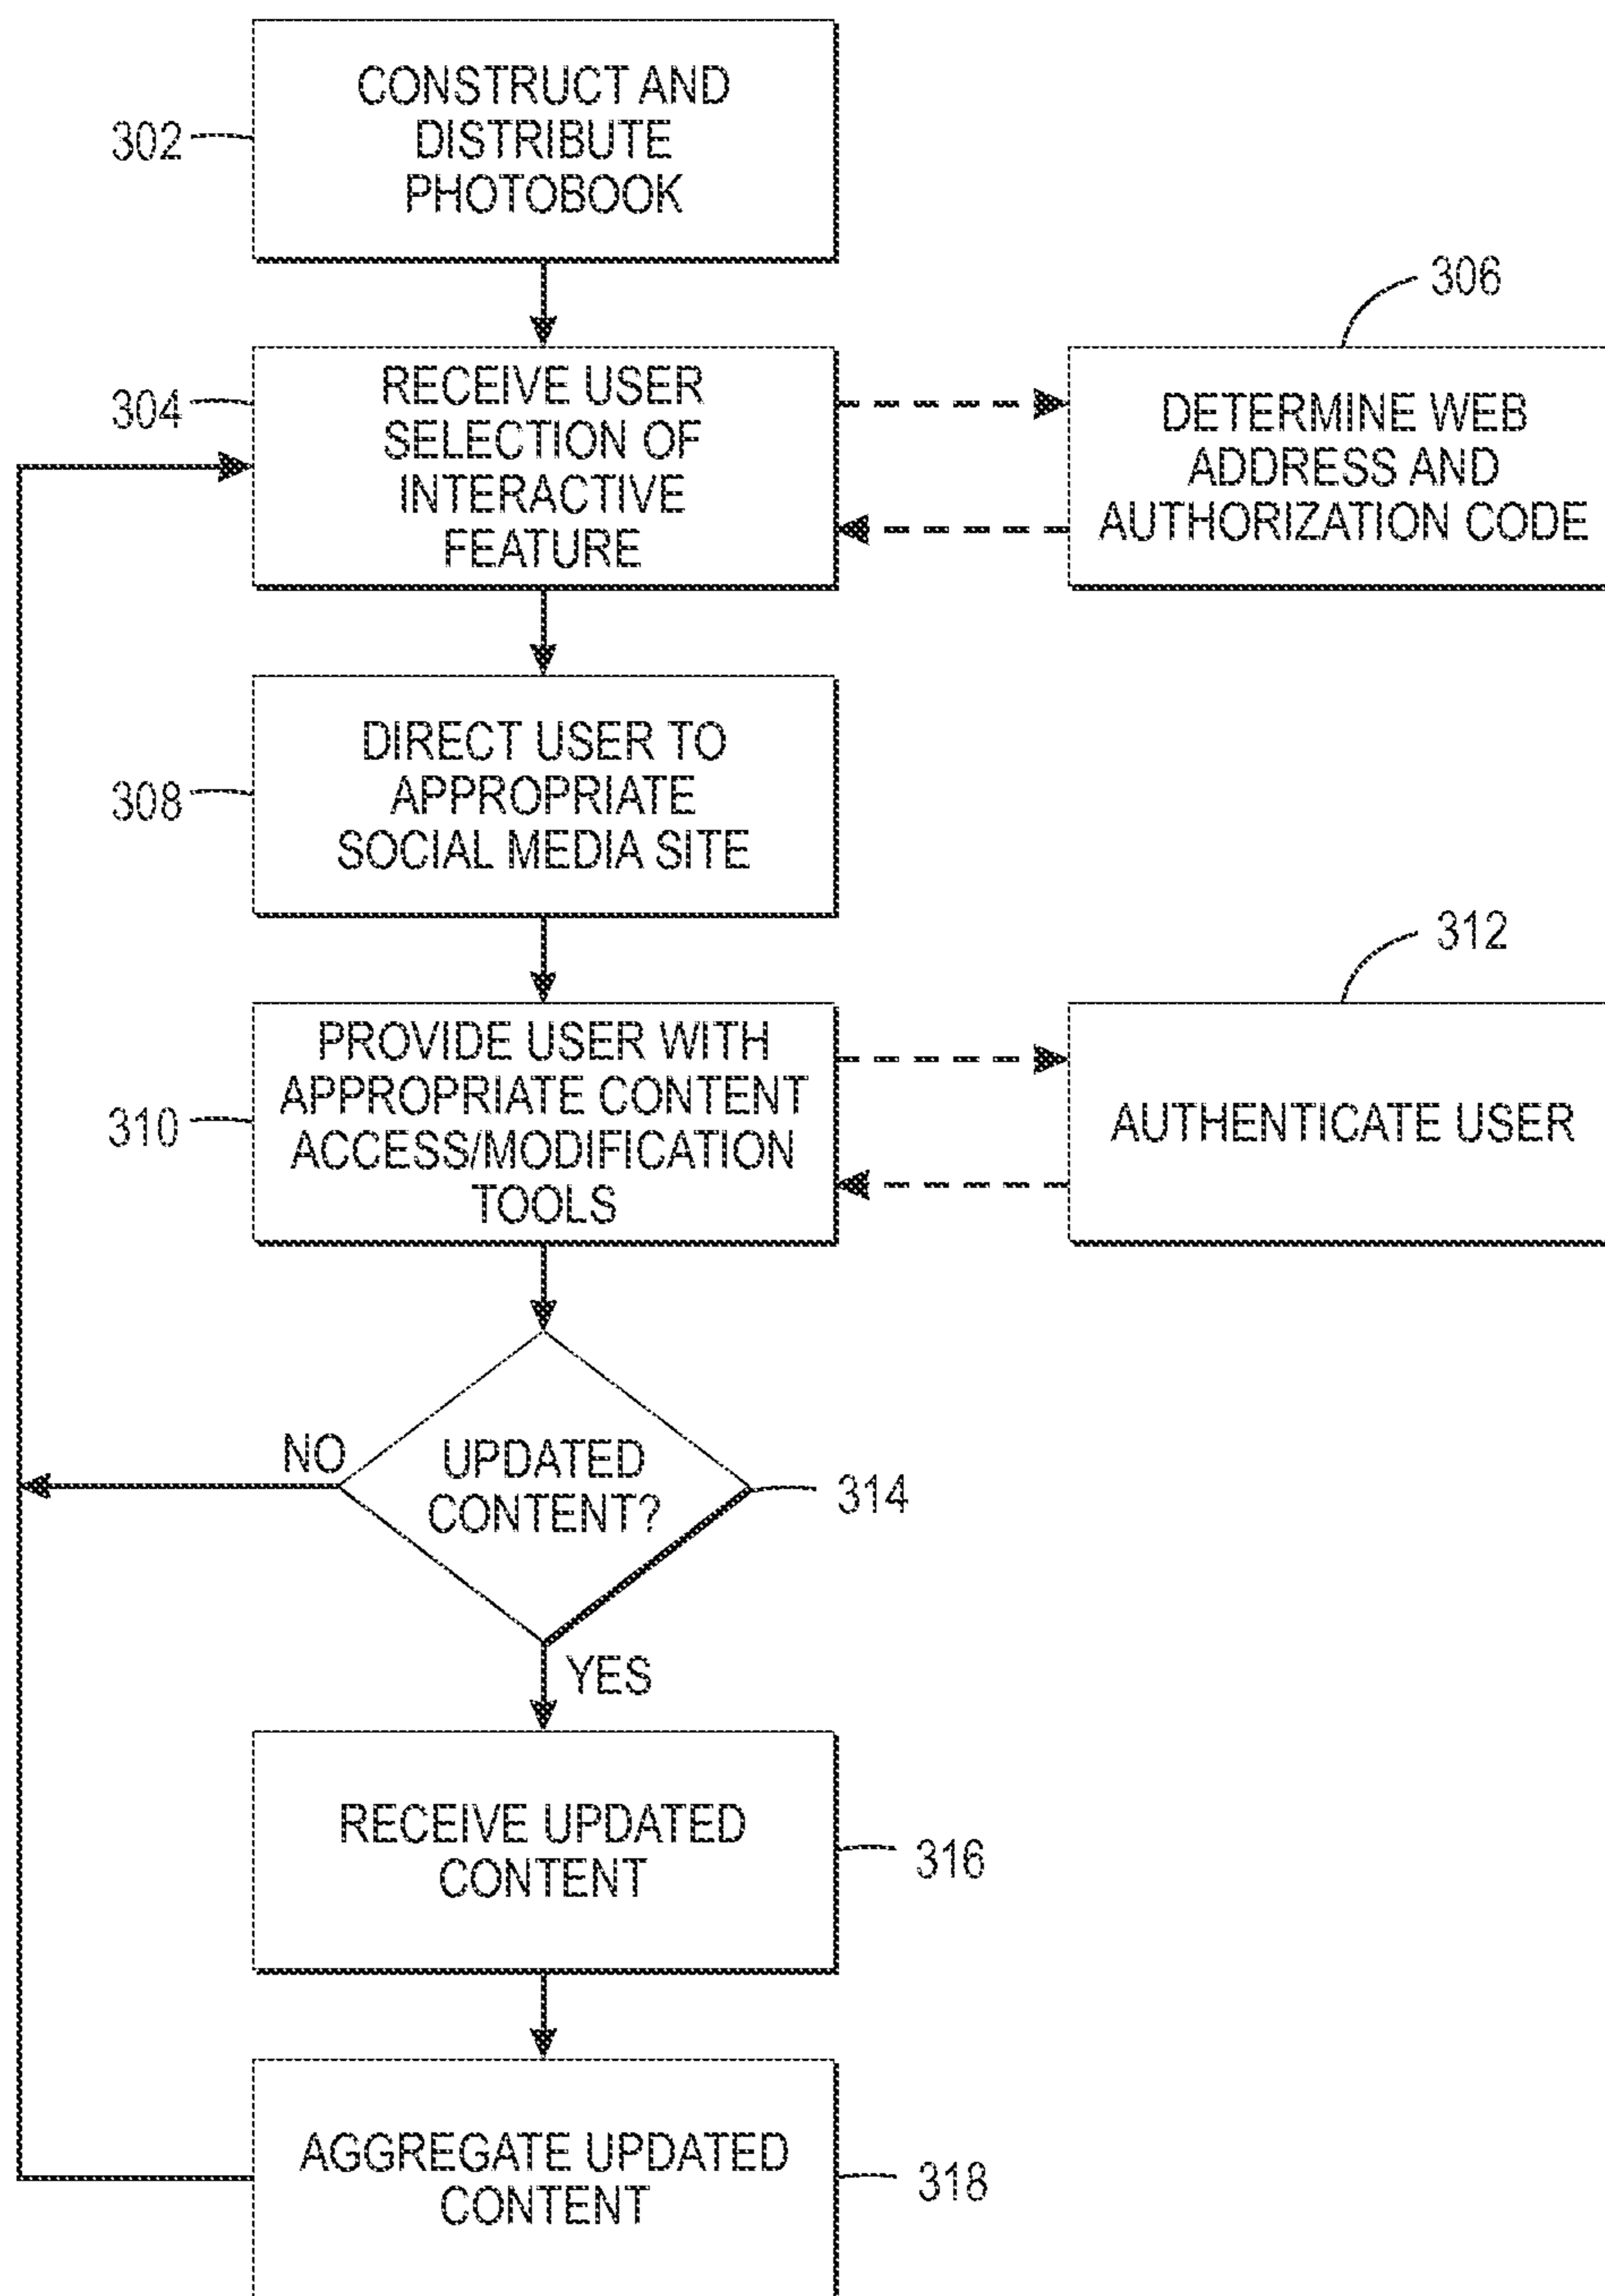 CONSTRUCT AND
DISTRIBUTE
PHOTOBOOK
302
306
RECEIVE USER
SELECTION OF
INTERACTIVE
FEATURE
304
DETERMINE WEB
ADDRESS AND
AUTHORIZATION CODE
DIRECT USER TO
APPROPRIATE
SOCIAL MEDIA SITE
308
312
PROVIDE USER WITH
APPROPRIATE CONTENT
ACCESS/MODIFICATION
TOOLS
310
AUTHENTICATE USER
NO
UPDATED
CONTENT?
314
YES
RECEIVE UPDATED
CONTENT
316
AGGREGATE UPDATED
CONTENT
318